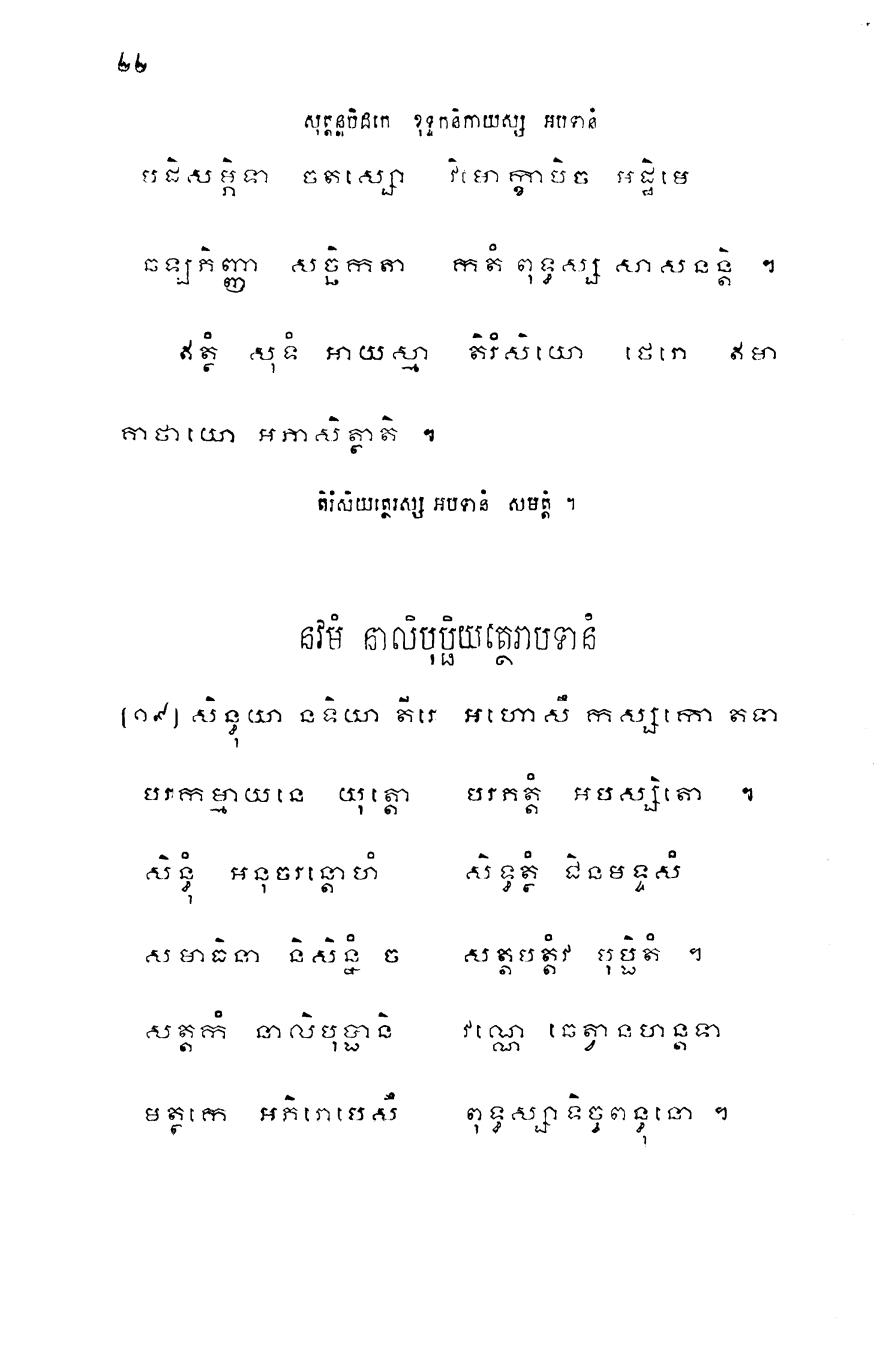 ២២
សុត្តន្តបិដកេ ខុទ្ទកនិកាយស្ស អបទានំ
បដិសម្ភិទា ចតស្សោ វិមោក្ខាបិច អដ្ឋិមេ
ឆឡភិញ្ញា សច្ឆិកតា កតំ ពុទ្ធស្ស សាសនន្តិ ។
ឥត្ថំ សុទំ អាយស្មា តិរំសិយោ ថេរោ ឥមា
គាថាយោ អភាសិត្ថាតិ ។
តិរំសិយត្ថេរស្ស អបទានំ សមត្តំ ។
នវមំ នាលិបុប្ផិយត្ថេរាបទានំ
[១៩] សិន្ធុយា នទិយា តីរេ អហោសឹ កស្សកោ តទា
បរកម្មាយនេ យុត្តោ បរភត្តំ អបស្សិតោ ។
សិន្ធុំ អនុចរន្តោហំ សិទ្ធត្ថំ ជិនមទ្ទសំ
សមាធិនា និសិន្នំ ច សតបត្តំវ បុប្ផិតំ ។
សត្តកំ នាលិបុប្ផានិ វណ្ណេ ឆេត្វានហន្តទា
មត្ថកេ អភិរោបេសឹ ពុទ្ធស្សាទិច្ចពន្ធុនោ ។